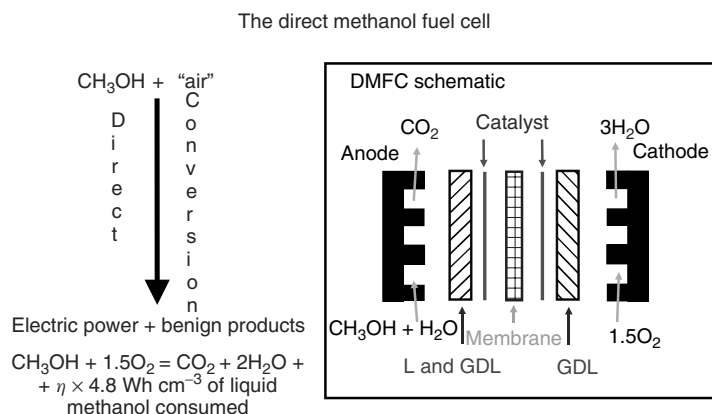 The direct methanol fuel cell
CH₃OH + “air”
Direct
Conversion
Electric power + benign products
CH₃OH + 1.5O₂ = CO₂ + 2H₂O +
+ η × 4.8 Wh cm⁻³ of liquid
methanol consumed
DMFC schematic
CO₂
Catalyst
3H₂O
Anode
Cathode
CH₃OH + H₂O
Membrane
1.5O₂
L and GDL
GDL